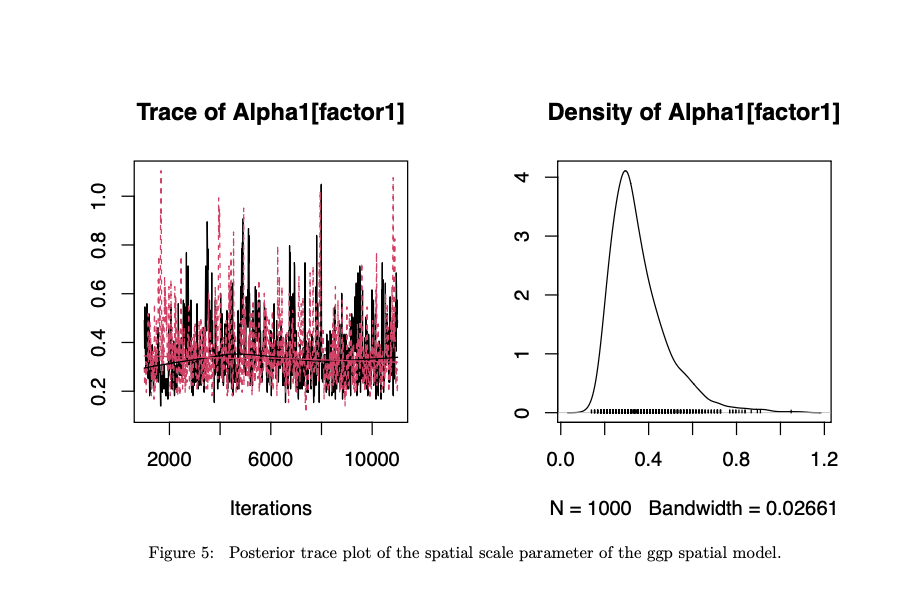 Trace of Alpha1[factor1]
Density of Alpha1[factor1]
1.0
0.8
0.6
0.4
0.2
2000 6000 10000
Iterations
4
3
2
1
0
0.0 0.4 0.8 1.2
N = 1000 Bandwidth = 0.02661
Figure 5: Posterior trace plot of the spatial scale parameter of the ggp spatial model.